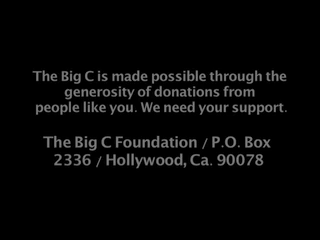 The Big C is made possible through the
generosity of donations from
people like you. We need your support.
The Big C Foundation / P.O. Box
2336 / Hollywood, Ca. 90078